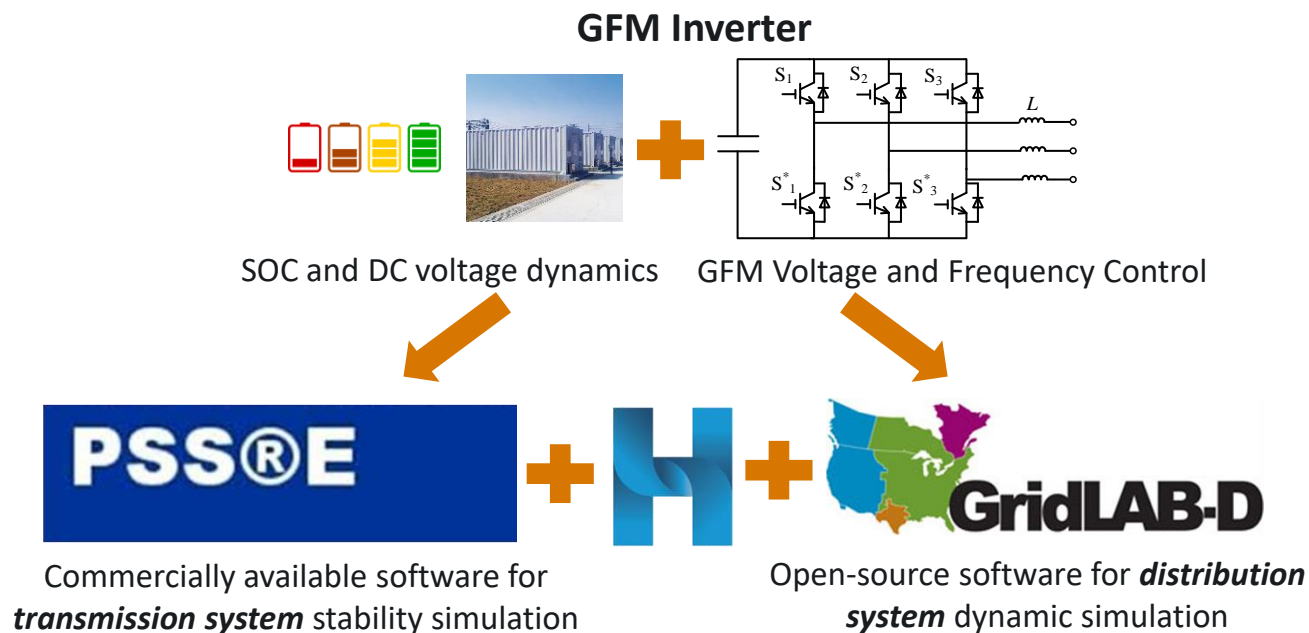 GFM Inverter
S1 S2 S3
L
S*1 S*2 S*3
SOC and DC voltage dynamics
GFM Voltage and Frequency Control
PSS®E
H
GridLAB-D
Commercially available software for
transmission system stability simulation
Open-source software for distribution
system dynamic simulation